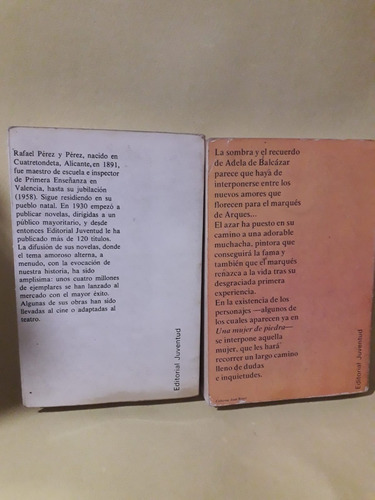 Rafael Pérez y Pérez, nacido en
Cuatretondeta, Alicante, en 1891,
fue maestro de escuela e inspector
de Primera Enseñanza en
Valencia, hasta su jubilación
(1958). Sigue residiendo en su
pueblo natal. En 1930 empezó a
publicar novelas, dirigidas a un
público mayoritario, y desde
entonces Editorial Juventud le ha
publicado más de 120 títulos.
La difusión de sus novelas, donde
el tema amoroso alterna, a
menudo, con la evocación de
nuestra historia, ha sido
amplísima: unos cuatro millones
de ejemplares se han lanzado al
mercado con el mayor éxito.
Algunas de sus obras han sido
llevadas al cine o adaptadas al
teatro.
Editorial Juventud
La sombra y el recuerdo
de Adela de Balcázar
parece que haya de
interponerse entre los
nuevos amores que
florecen para el marqués
de Arques...
El azar ha puesto en su
camino a una adorable
muchacha, pintora que
conseguirá la fama y
también que el marqués
renazca a la vida tras su
desgraciada primera
experiencia.
En la existencia de los
personajes —algunos de
los cuales aparecen ya en
Una mujer de piedra—
se interpone aquella
mujer, que les hará
recorrer un largo camino
lleno de dudas
e inquietudes.
Editorial Juventud